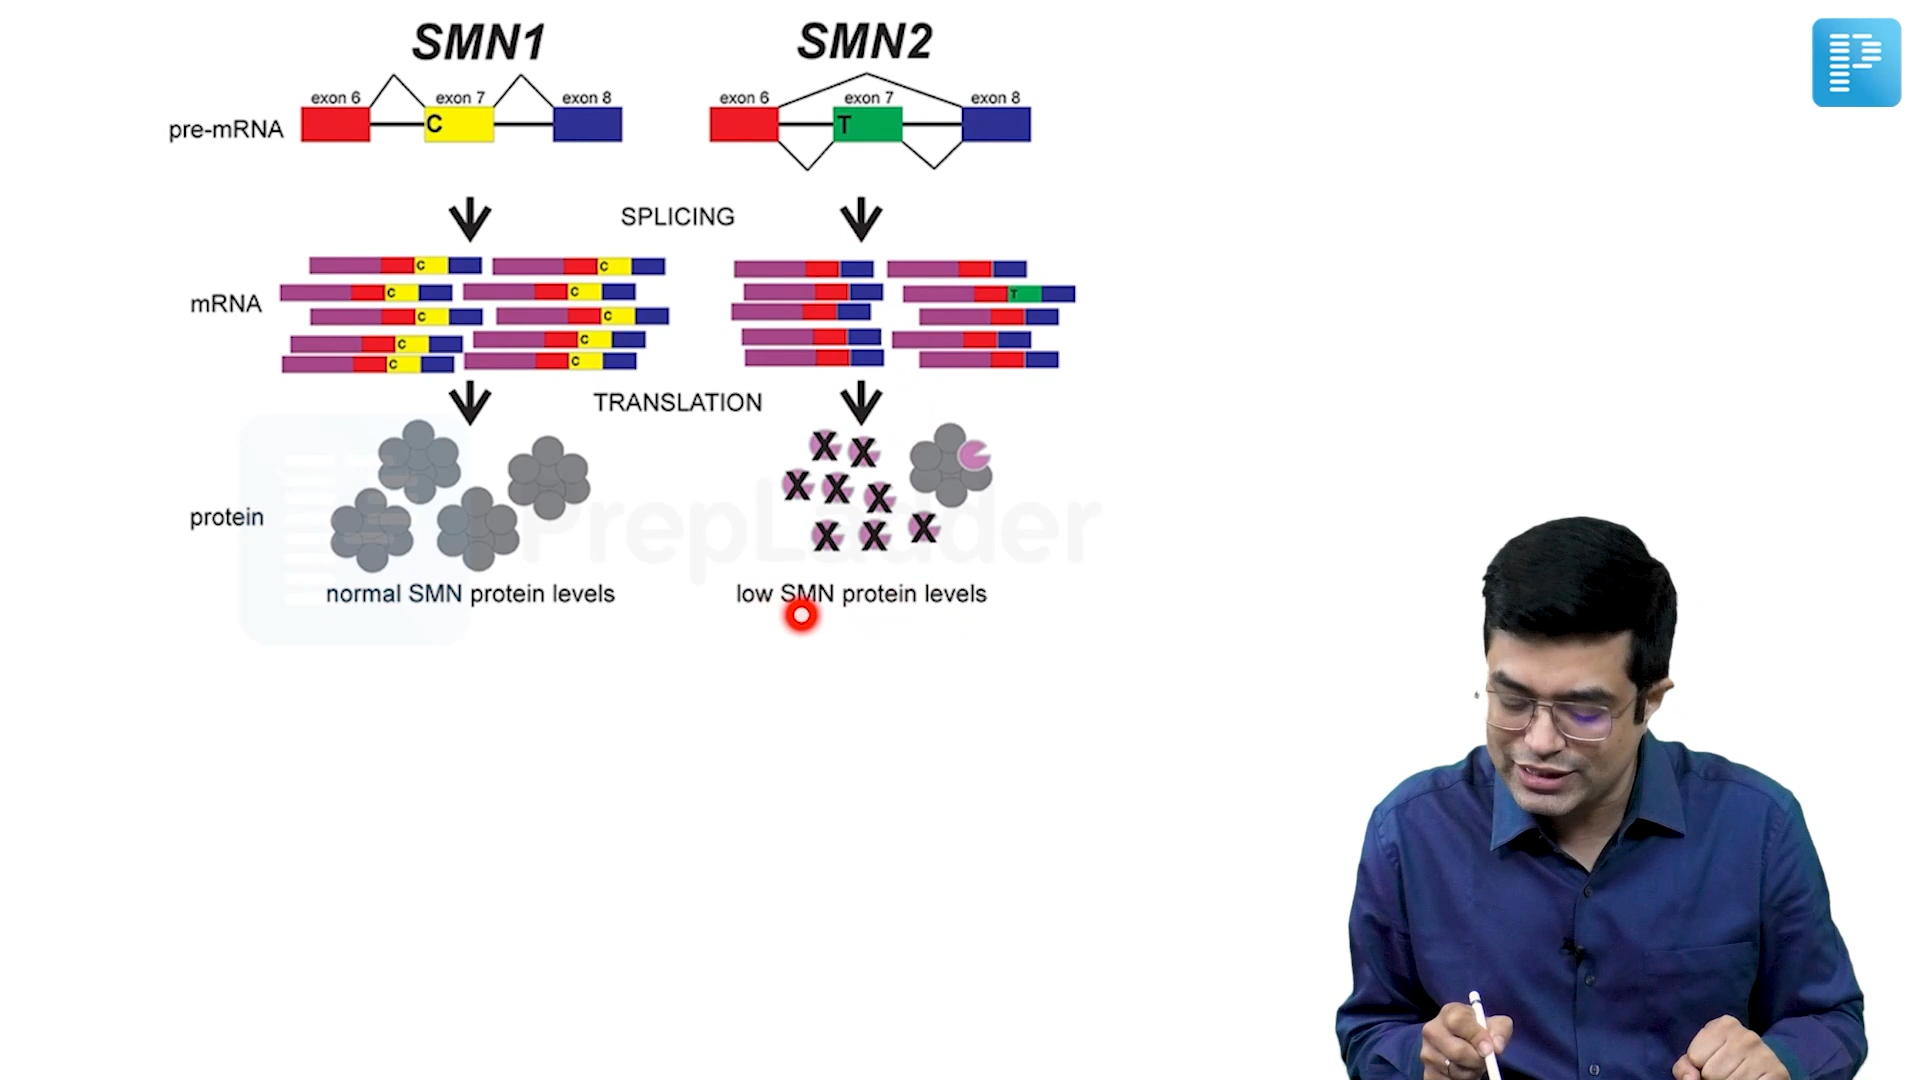 SMN1
SMN2
exon 6 exon 7 exon 8
exon 6 exon 7 exon 8
pre-mRNA
C
T
SPLICING
mRNA
C
C
C
C
T
C
C
C
C
C
C
TRANSLATION
X X
X X X
X X X
protein
PrepLadder
normal SMN protein levels
low SMN protein levels